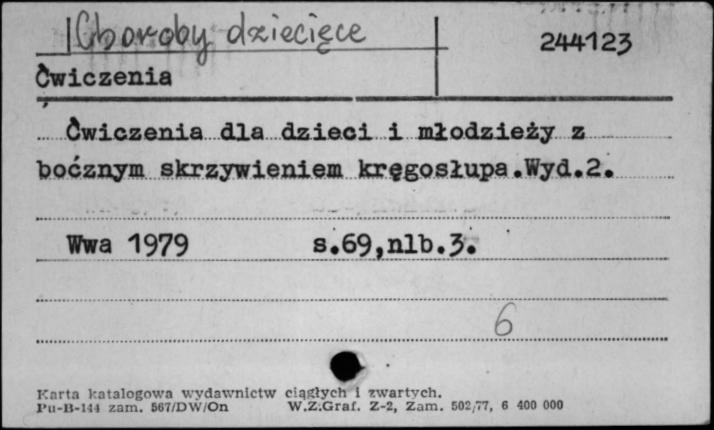 Choroby dziecięce
244123
Ćwiczenia
Ćwiczenia dla dzieci i młodzieży z
boćznym skrzywieniem kręgosłupa.Wyd.2.
Wwa 1979 s.69,nlb.3.
6
Karta katalogowa wydawnictw ciągłych i zwartych.
Pu-B-144 zam. 567/DW/On W.Z.Graf. Z-2, Zam. 502/77, 6 400 000